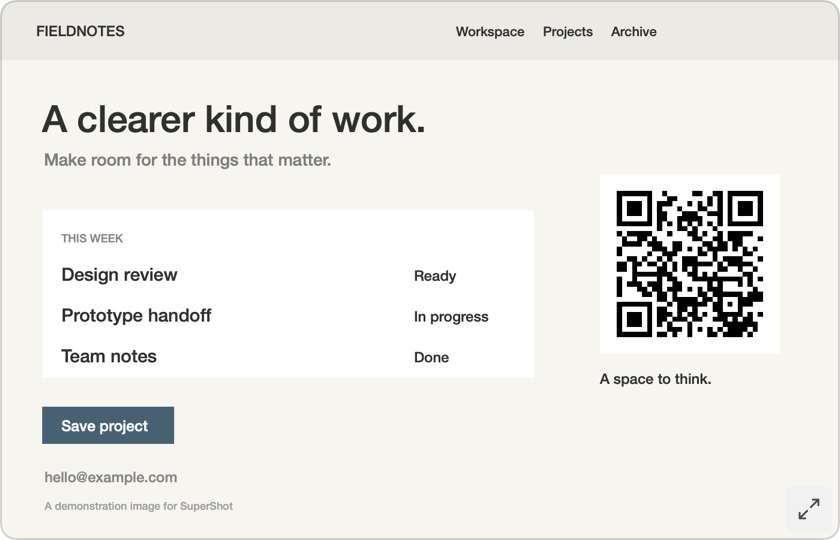 FIELDNOTES
Workspace Projects Archive
A clearer kind of work.
Make room for the things that matter.
THIS WEEK
Design review Ready
Prototype handoff In progress
Team notes Done
A space to think.
Save project
hello@example.com
A demonstration image for SuperShot